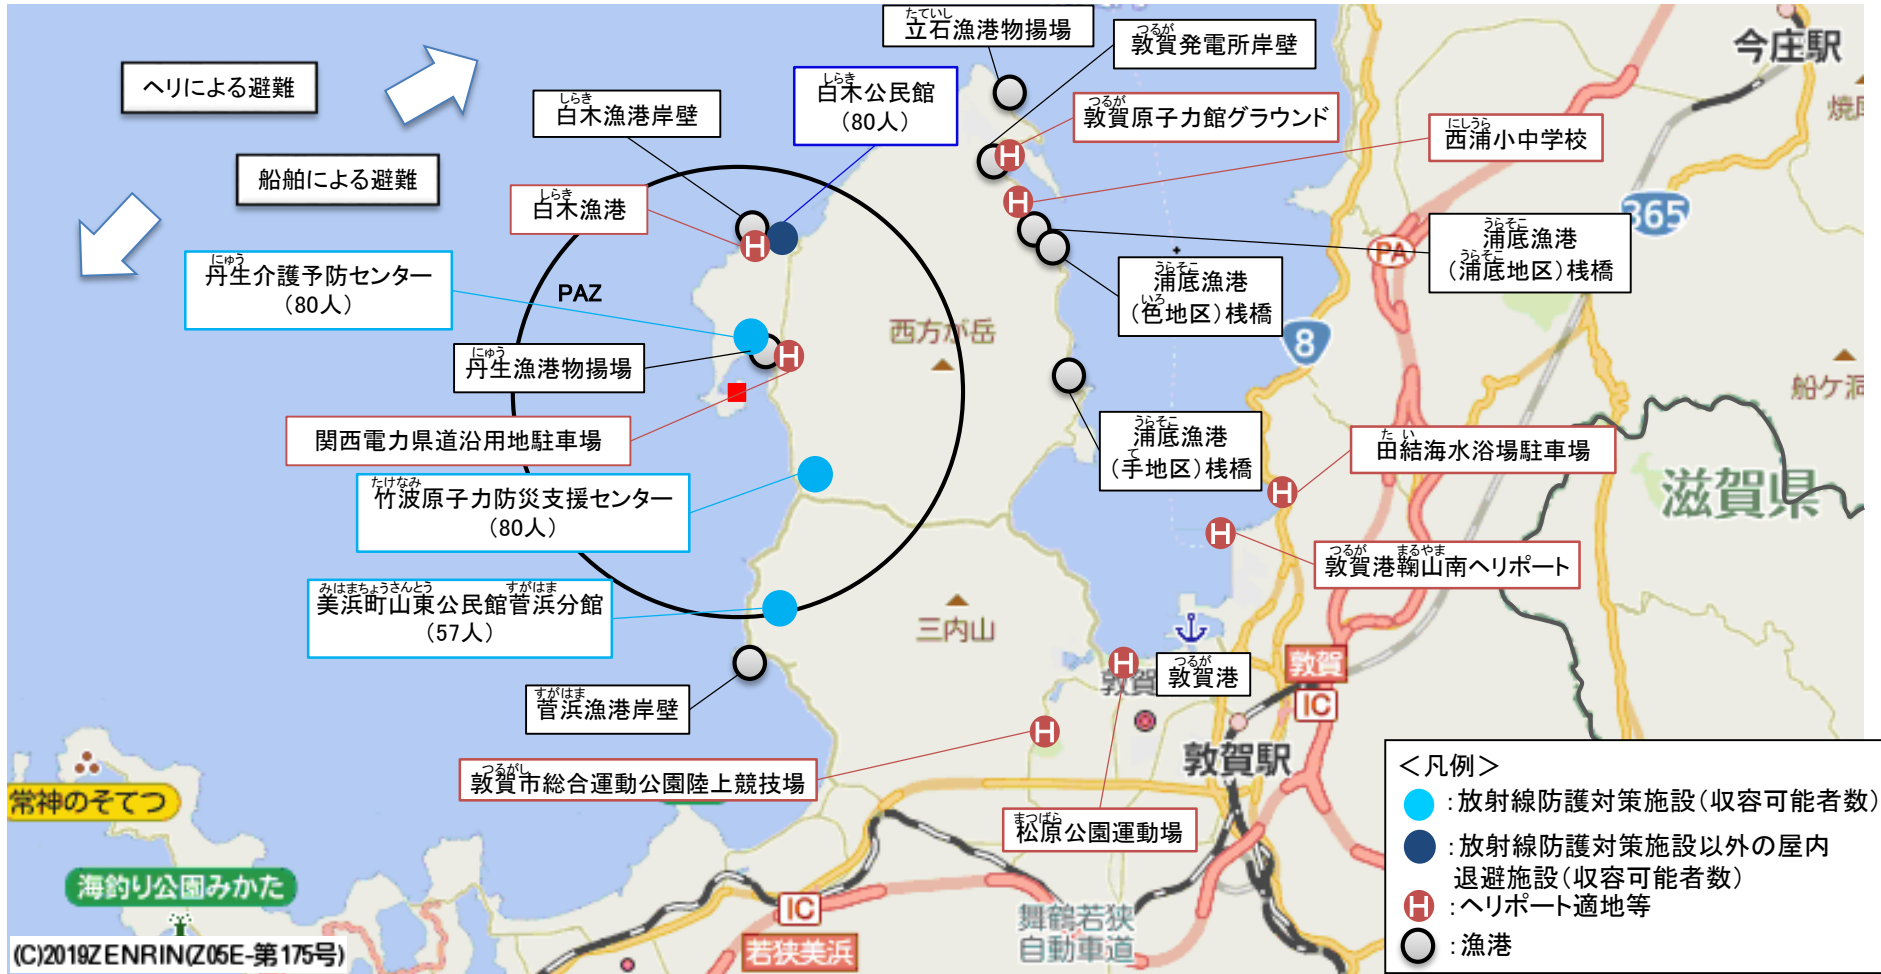 たていし
立石漁港物揚場
つるが
敦賀発電所岸壁
今庄駅
ヘリによる避難
しらき
白木公民館
(80人)
しらき
白木漁港岸壁
つるが
敦賀原子力館グラウンド
にしうら
西浦小中学校
船舶による避難
しらき
白木漁港
365
PA
うらそこ
浦底漁港
うらそこ
(浦底地区)桟橋
にゅう
丹生介護予防センター
(80人)
PAZ
うらそこ
浦底漁港
いろ
(色地区)桟橋
西方が岳
8
にゅう
丹生漁港物揚場
船ケ洞
うらそこ
浦底漁港
て
(手地区)桟橋
関西電力県道沿用地駐車場
たい
田結海水浴場駐車場
たけなみ
竹波原子力防災支援センター
(80人)
滋賀県
つるが まるやま
敦賀港鞠山南ヘリポート
みはまちょうさんとう すがはま
美浜町山東公民館菅浜分館
(57人)
三内山
つるが
敦賀港
敦賀
IC
すがはま
菅浜漁港岸壁
敦賀駅
つるがし
敦賀市総合運動公園陸上競技場
まつばら
松原公園運動場
常神のそてつ
海釣り公園みかた
IC
若狭美浜
舞鶴若狭
自動車道
(C)2019ZENRIN(Z05E-第175号)
<凡例>
:放射線防護対策施設(収容可能者数)
:放射線防護対策施設以外の屋内
退避施設(収容可能者数)
H:ヘリポート適地等
:漁港